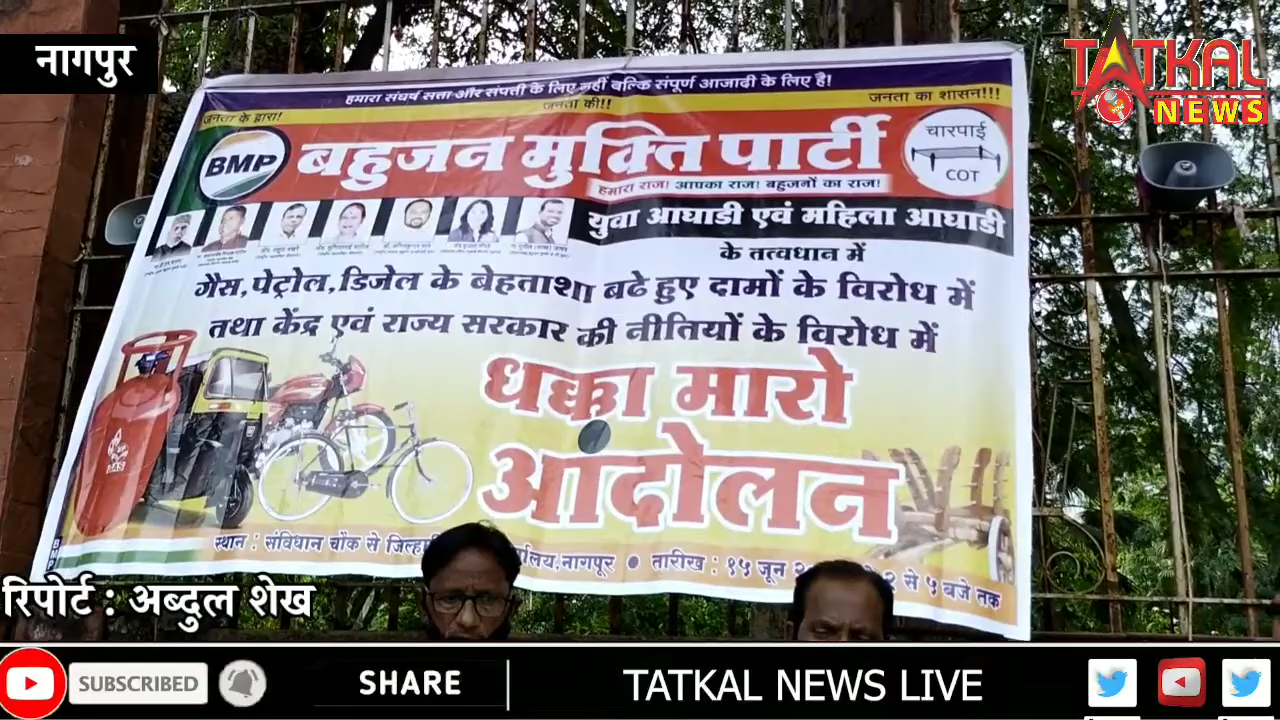 नागपुर
TATKAL
NEWS
हमारा संघर्ष सत्ता और संपत्ती के लिए नहीं बल्कि संपूर्ण आजादी के लिए है!
जनता के द्वारा! जनता की!! जनता का शासन!!!
BMP
बहुजन मुक्ति पार्टी
चारपाई
COT
हमारा राज! आपका राज! बहुजनों का राज!
युवा आघाडी एवं महिला आघाडी
के तत्वधान में
गैस,पेट्रोल,डिजेल के बेहताशा बढे हुए दामों के विरोध में
तथा केंद्र एवं राज्य सरकार की नीतियों के विरोध में
धक्का मारो
आंदोलन
GAS
स्थान : संविधान चौक से ,नागपूर • तारीख : १५ जून से ५ बजे तक
रिपोर्ट : अब्दुल शेख
SUBSCRIBED
SHARE
TATKAL NEWS LIVE